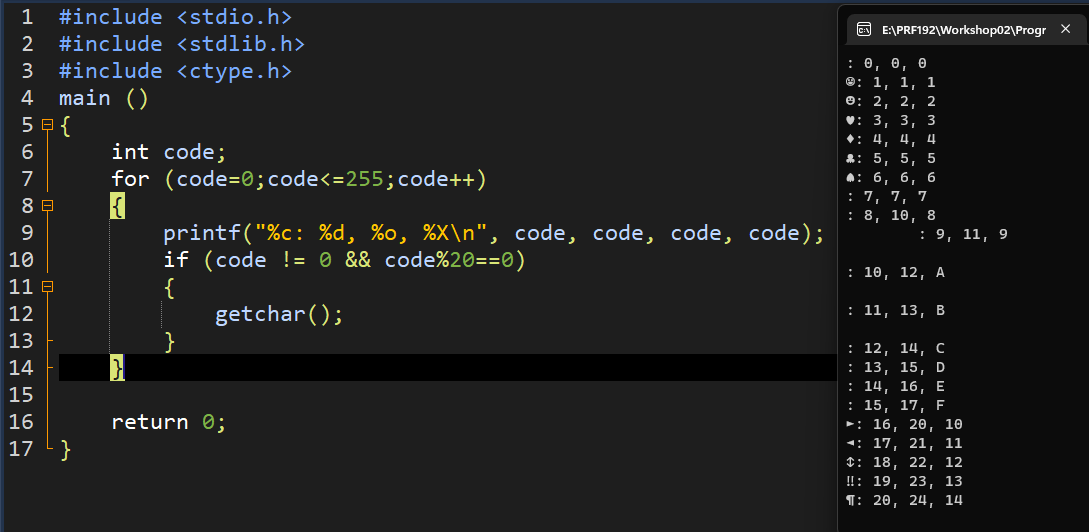 1 #include <stdio.h>
2 #include <stdlib.h>
3 #include <ctype.h>
4 main ()
5 {
6 int code;
7 for (code=0;code<=255;code++)
8 {
9 printf("%c: %d, %o, %X\n", code, code, code, code);
10 if (code != 0 && code%20==0)
11 {
12 getchar();
13 }
14 }
15
16 return 0;
17 }
E:\PRF192\Workshop02\Progr
: 0, 0, 0
☺: 1, 1, 1
☻: 2, 2, 2
♥: 3, 3, 3
♦: 4, 4, 4
♣: 5, 5, 5
♠: 6, 6, 6
: 7, 7, 7
: 8, 10, 8
: 9, 11, 9
: 10, 12, A
: 11, 13, B
: 12, 14, C
: 13, 15, D
: 14, 16, E
: 15, 17, F
►: 16, 20, 10
◄: 17, 21, 11
↕: 18, 22, 12
‼: 19, 23, 13
¶: 20, 24, 14